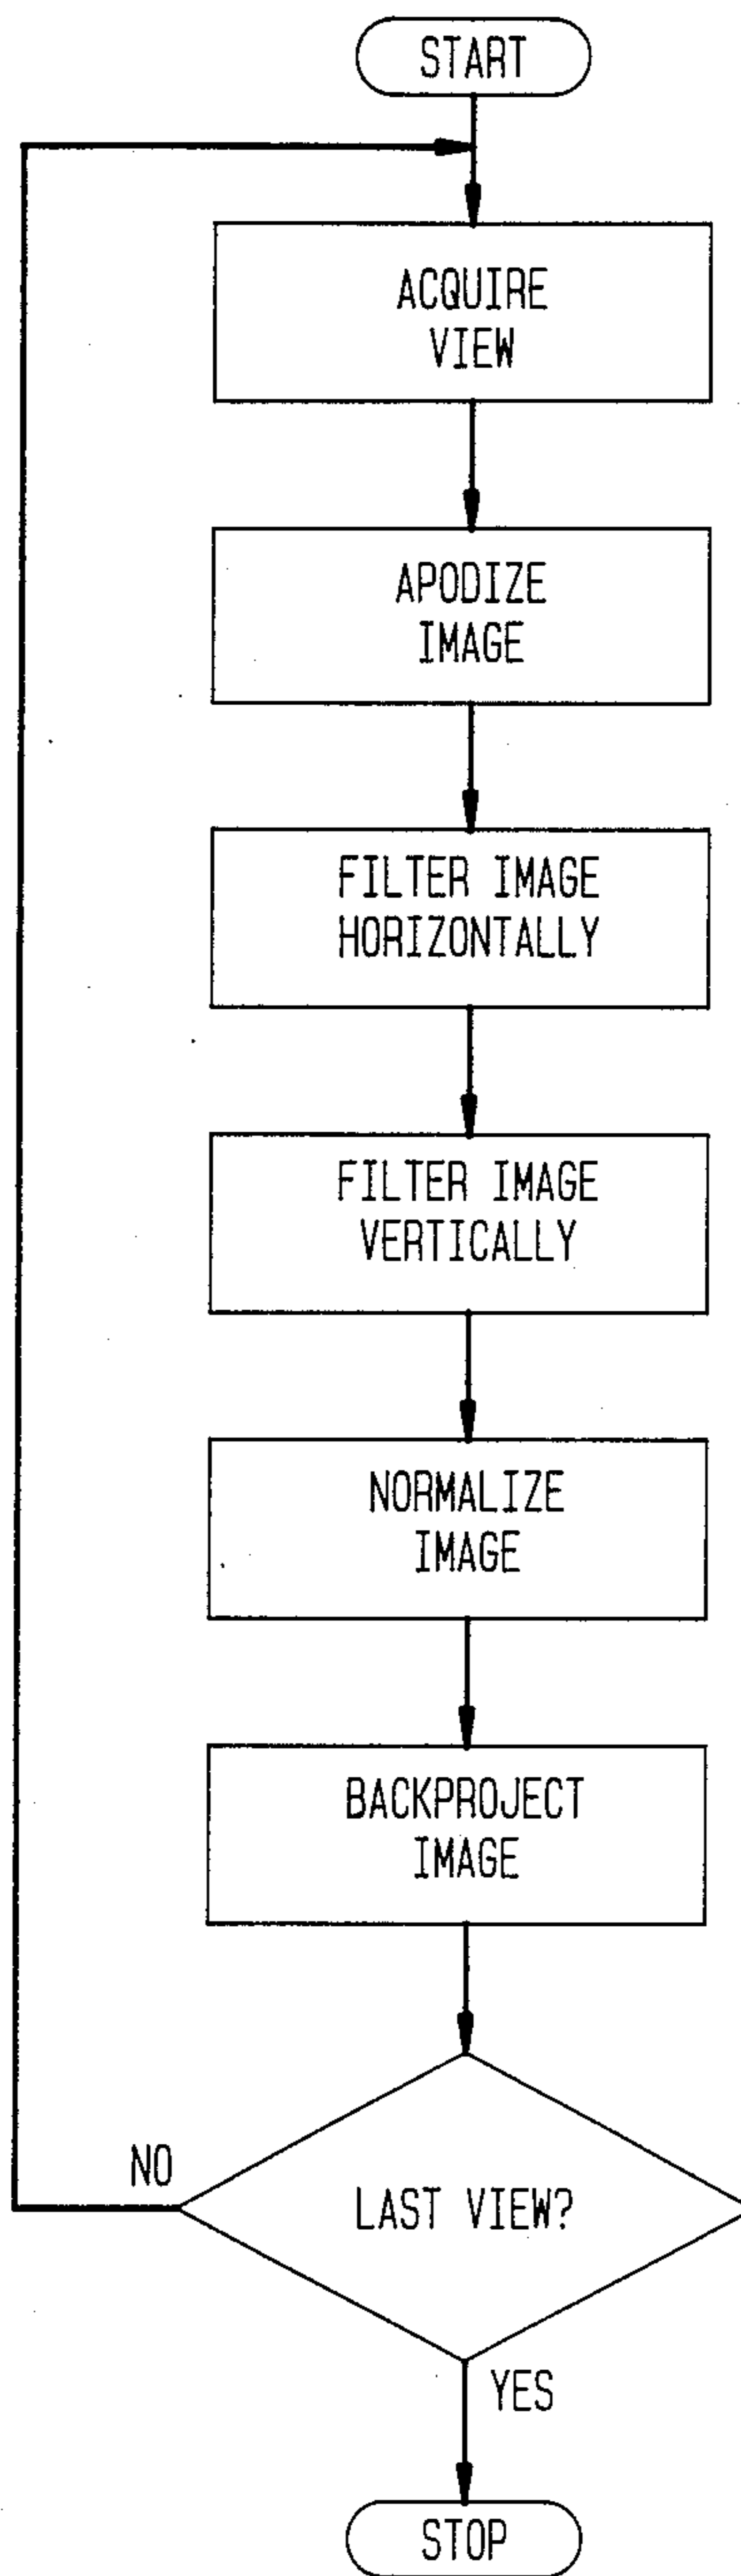 START
ACQUIRE
VIEW
APODIZE
IMAGE
FILTER IMAGE
HORIZONTALLY
FILTER IMAGE
VERTICALLY
NORMALIZE
IMAGE
BACKPROJECT
IMAGE
NO
LAST VIEW?
YES
STOP